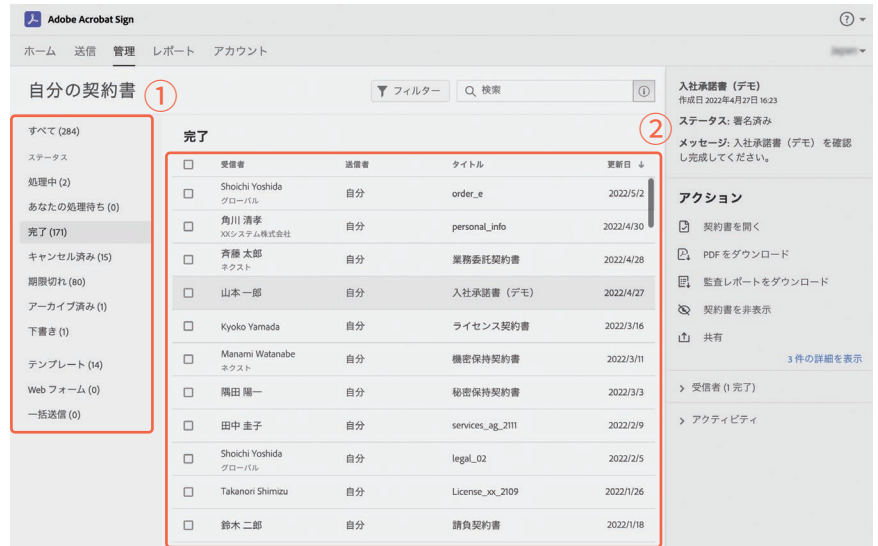 Adobe Acrobat Sign
ホーム 送信 管理 レポート アカウント
自分の契約書
①
フィルター
検索
すべて (284)
ステータス
処理中 (2)
あなたの処理待ち (0)
完了 (171)
キャンセル済み (15)
期限切れ (80)
アーカイブ済み (1)
下書き (1)
テンプレート (14)
Web フォーム (0)
一括送信 (0)
完了
②
受信者 送信者 タイトル 更新日 ↓
Shoichi Yoshida 自分 order_e 2022/5/2
グローバル
角川 清孝 自分 personal_info 2022/4/30
XXシステム株式会社
斉藤 太郎 自分 業務委託契約書 2022/4/28
ネクスト
山本 一郎 自分 入社承諾書（デモ） 2022/4/27
Kyoko Yamada 自分 ライセンス契約書 2022/3/16
Manami Watanabe 自分 機密保持契約書 2022/3/11
ネクスト
隅田 陽一 自分 秘密保持契約書 2022/3/3
田中 圭子 自分 services_ag_2111 2022/2/9
Shoichi Yoshida 自分 legal_02 2022/2/5
グローバル
Takanori Shimizu 自分 License_xx_2109 2022/1/26
鈴木 二郎 自分 請負契約書 2022/1/18
入社承諾書（デモ）
作成日 2022年4月27日 16:23
ステータス: 署名済み
メッセージ: 入社承諾書（デモ） を確認
し完成してください。
アクション
契約書を開く
PDF をダウンロード
監査レポートをダウンロード
契約書を非表示
共有
3 件の詳細を表示
受信者 (1 完了)
アクティビティ